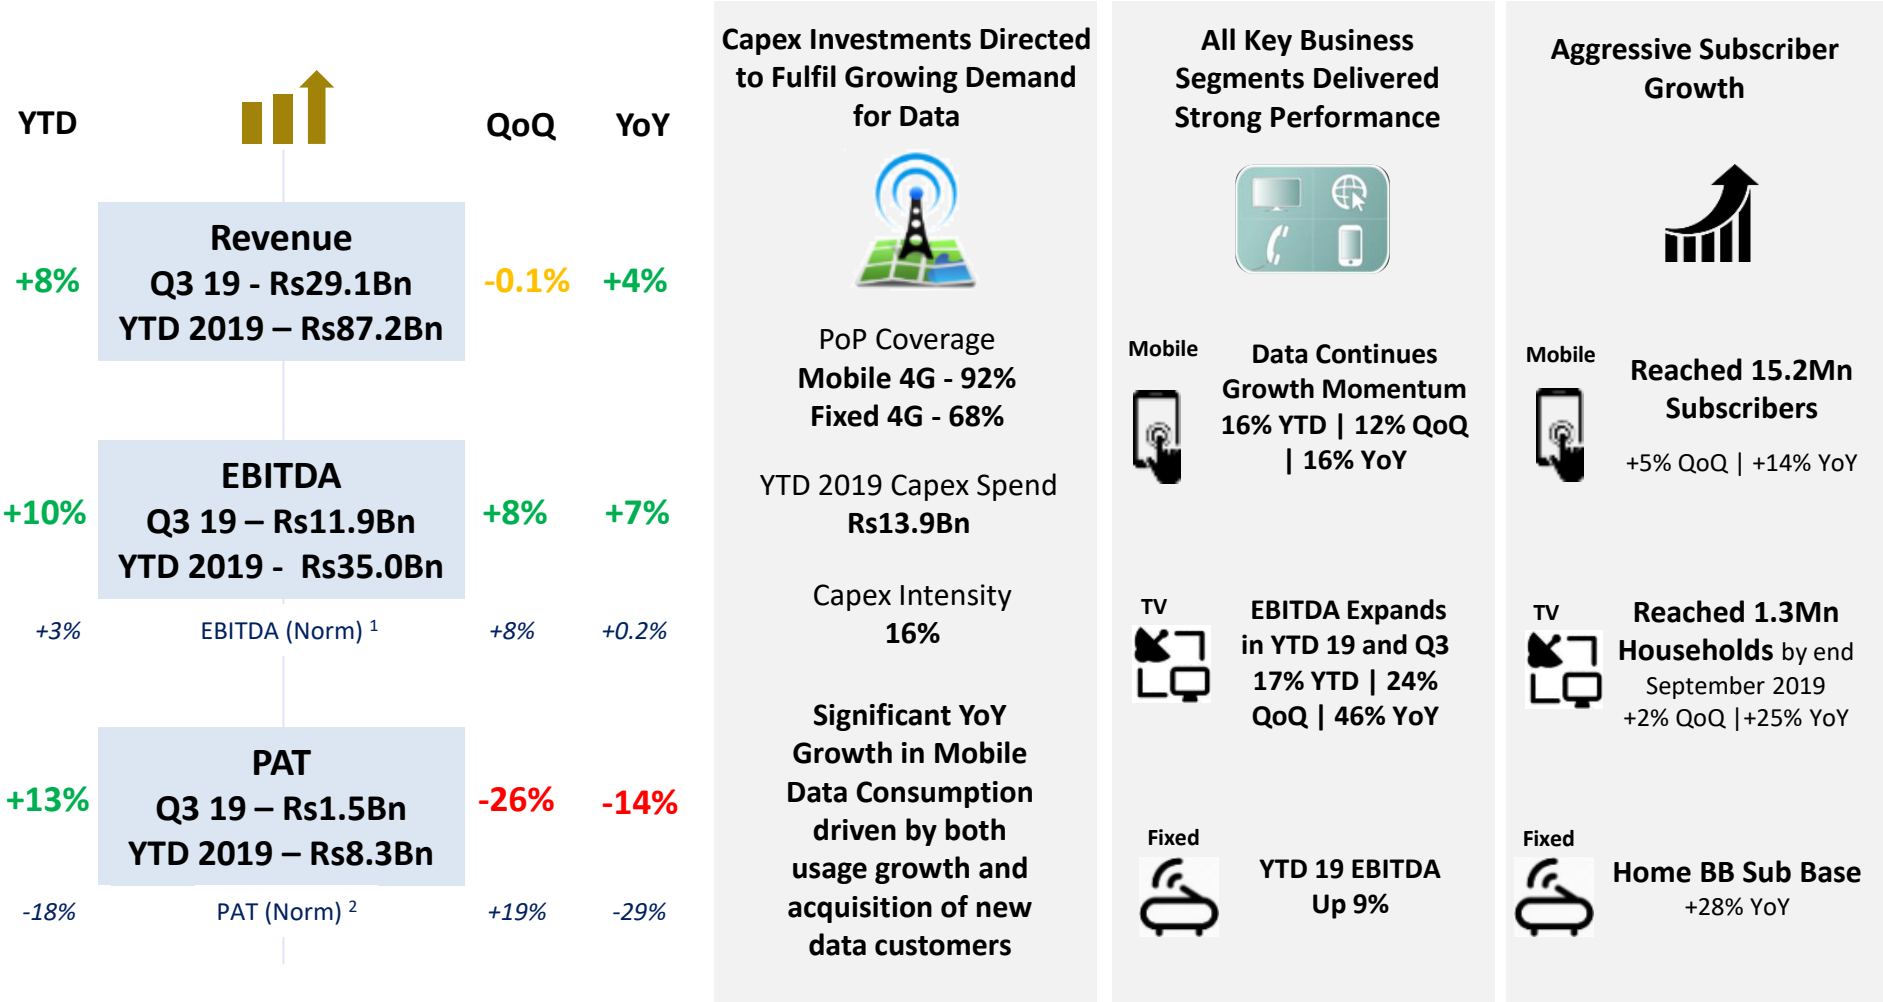 YTD
QoQ
YoY
+8%
Revenue
Q3 19 - Rs29.1Bn
YTD 2019 – Rs87.2Bn
-0.1%
+4%
+10%
EBITDA
Q3 19 – Rs11.9Bn
YTD 2019 -  Rs35.0Bn
+8%
+7%
+3%
EBITDA (Norm) 1
+8%
+0.2%
+13%
PAT
Q3 19 – Rs1.5Bn
YTD 2019 – Rs8.3Bn
-26%
-14%
-18%
PAT (Norm) 2
+19%
-29%
Capex Investments Directed
to Fulfil Growing Demand
for Data
PoP Coverage
Mobile 4G - 92%
Fixed 4G - 68%
YTD 2019 Capex Spend
Rs13.9Bn
Capex Intensity
16%
Significant YoY
Growth in Mobile
Data Consumption
driven by both
usage growth and
acquisition of new
data customers
All Key Business
Segments Delivered
Strong Performance
Mobile
Data Continues
Growth Momentum
16% YTD | 12% QoQ
| 16% YoY
TV
EBITDA Expands
in YTD 19 and Q3
17% YTD | 24%
QoQ | 46% YoY
Fixed
YTD 19 EBITDA
Up 9%
Aggressive Subscriber
Growth
Mobile
Reached 15.2Mn
Subscribers
+5% QoQ | +14% YoY
TV
Reached 1.3Mn
Households by end
September 2019
+2% QoQ |+25% YoY
Fixed
Home BB Sub Base
+28% YoY